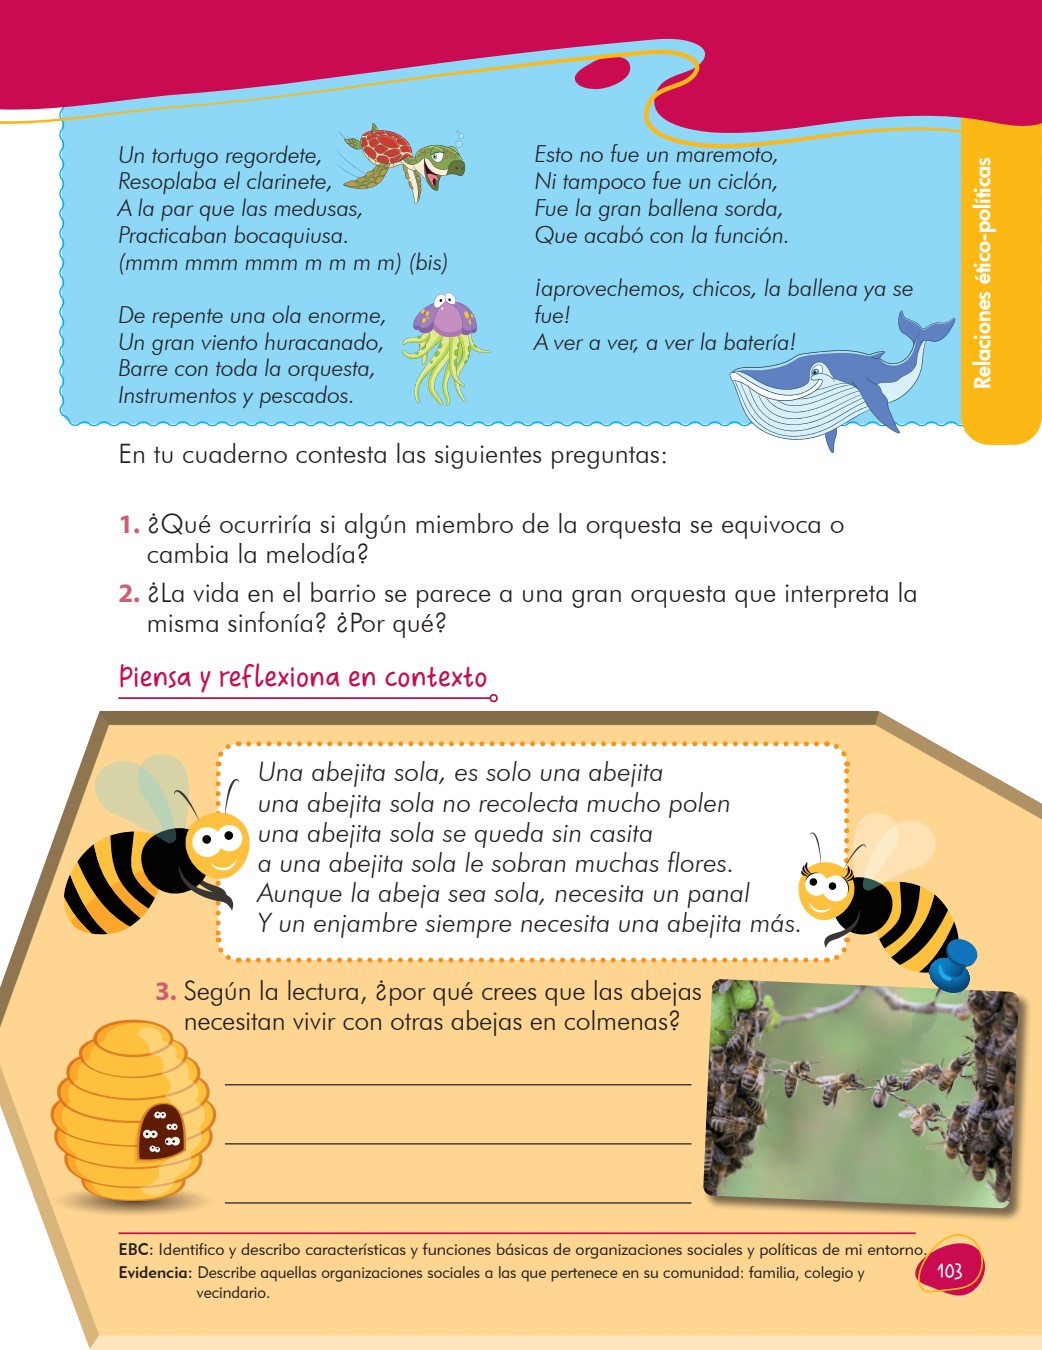 Un tortugo regordete,
Resoplaba el clarinete,
A la par que las medusas,
Practicaban bocaquiusa.
(mmm mmm mmm m m m m) (bis)
De repente una ola enorme,
Un gran viento huracanado,
Barre con toda la orquesta,
Instrumentos y pescados.
Esto no fue un maremoto,
Ni tampoco fue un ciclón,
Fue la gran ballena sorda,
Que acabó con la función.
¡aprovechemos, chicos, la ballena ya se
fue!
A ver a ver, a ver la batería!
Relaciones ético-políticas
En tu cuaderno contesta las siguientes preguntas:
1. ¿Qué ocurriría si algún miembro de la orquesta se equivoca o
cambia la melodía?
2. ¿La vida en el barrio se parece a una gran orquesta que interpreta la
misma sinfonía? ¿Por qué?
Piensa y reflexiona en contexto
Una abejita sola, es solo una abejita
una abejita sola no recolecta mucho polen
una abejita sola se queda sin casita
a una abejita sola le sobran muchas flores.
Aunque la abeja sea sola, necesita un panal
Y un enjambre siempre necesita una abejita más.
3. Según la lectura, ¿por qué crees que las abejas
necesitan vivir con otras abejas en colmenas?
EBC: Identifico y describo características y funciones básicas de organizaciones sociales y políticas de mi entorno.
Evidencia: Describe aquellas organizaciones sociales a las que pertenece en su comunidad: familia, colegio y
vecindario.
103